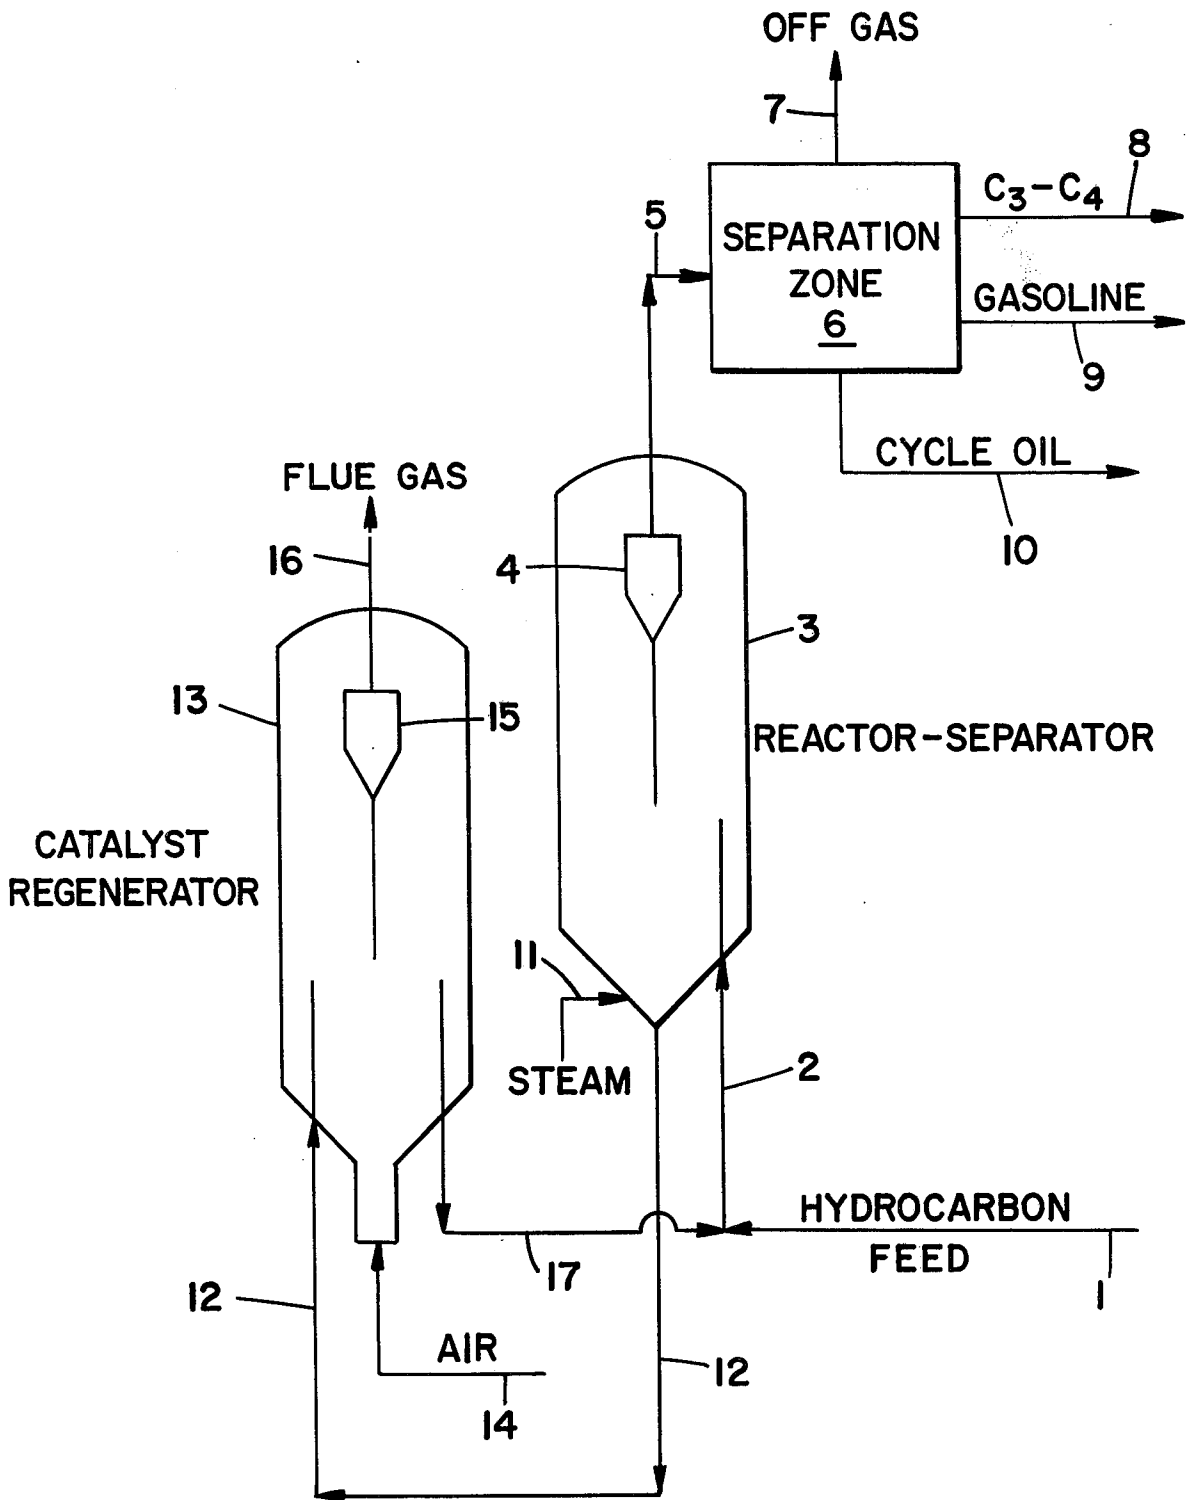 OFF GAS
7
8
C3-C4
5
SEPARATION
ZONE
6
GASOLINE
9
CYCLE OIL
10
FLUE GAS
16
4
3
13
15
REACTOR-SEPARATOR
CATALYST
REGENERATOR
11
STEAM
2
HYDROCARBON
FEED
17
1
12
AIR
12
14